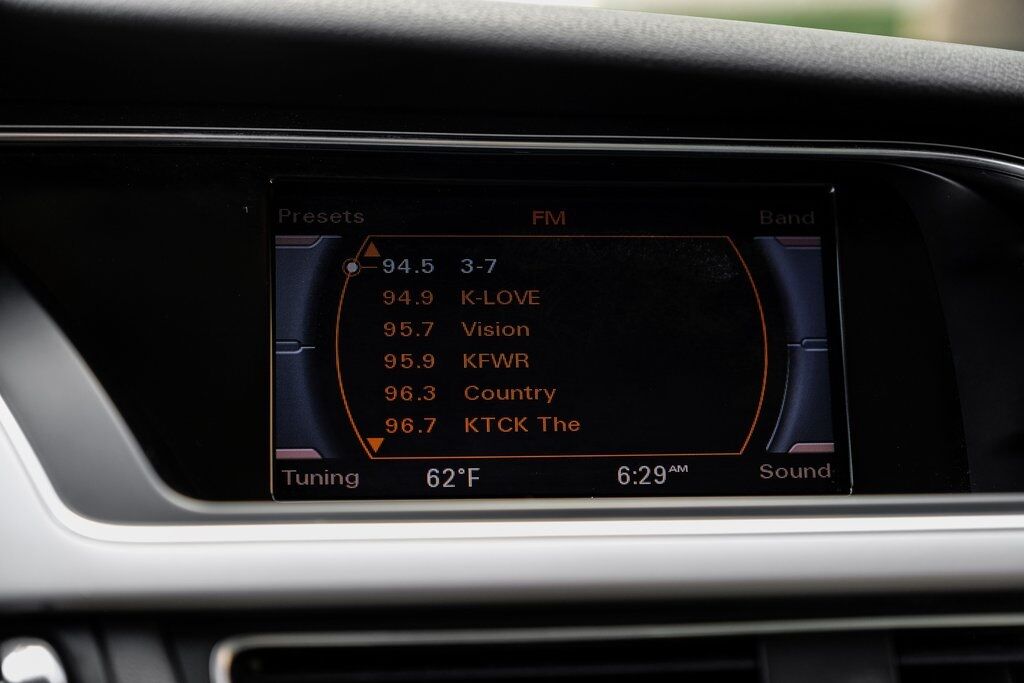 Presets FM Band
94.5 3-7
94.9 K-LOVE
95.7 Vision
95.9 KFWR
96.3 Country
96.7 KTCK The
Tuning 62°F 6:29AM Sound